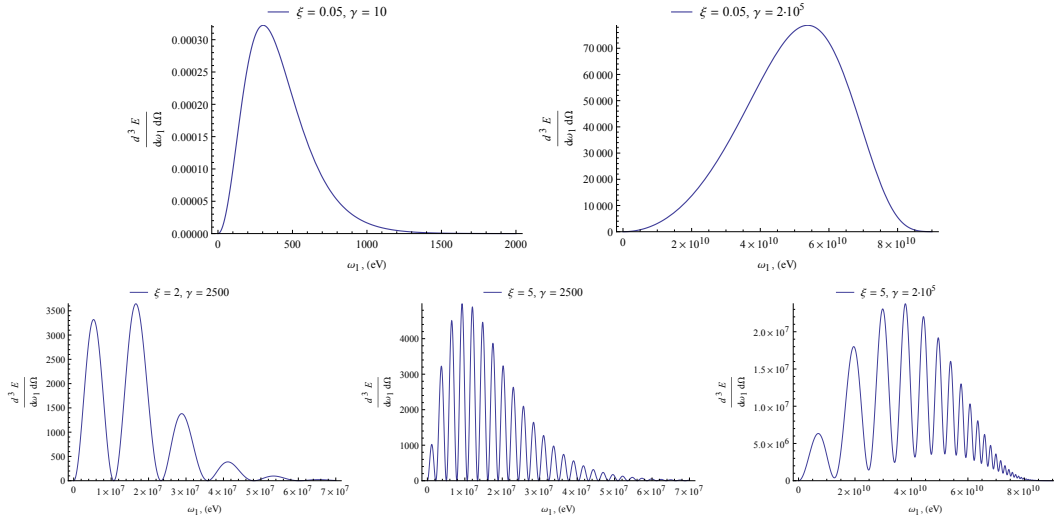 ξ = 0.05, γ = 10
0.00030
0.00025
0.00020
0.00015
0.00010
0.00005
0.00000
d³ E
dω₁ dΩ
0 500 1000 1500 2000
ω₁, (eV)
ξ = 0.05, γ = 2·10⁵
70 000
60 000
50 000
40 000
30 000
20 000
10 000
0
d³ E
dω₁ dΩ
0 2×10¹⁰ 4×10¹⁰ 6×10¹⁰ 8×10¹⁰
ω₁, (eV)
ξ = 2, γ = 2500
3500
3000
2500
2000
1500
1000
500
0
d³ E
dω₁ dΩ
0 1×10⁷ 2×10⁷ 3×10⁷ 4×10⁷ 5×10⁷ 6×10⁷ 7×10⁷
ω₁, (eV)
ξ = 5, γ = 2500
4000
3000
2000
1000
0
d³ E
dω₁ dΩ
0 1×10⁷ 2×10⁷ 3×10⁷ 4×10⁷ 5×10⁷ 6×10⁷ 7×10⁷
ω₁, (eV)
ξ = 5, γ = 2·10⁵
2.0×10⁷
1.5×10⁷
1.0×10⁷
5.0×10⁶
0
d³ E
dω₁ dΩ
0 2×10¹⁰ 4×10¹⁰ 6×10¹⁰ 8×10¹⁰
ω₁, (eV)